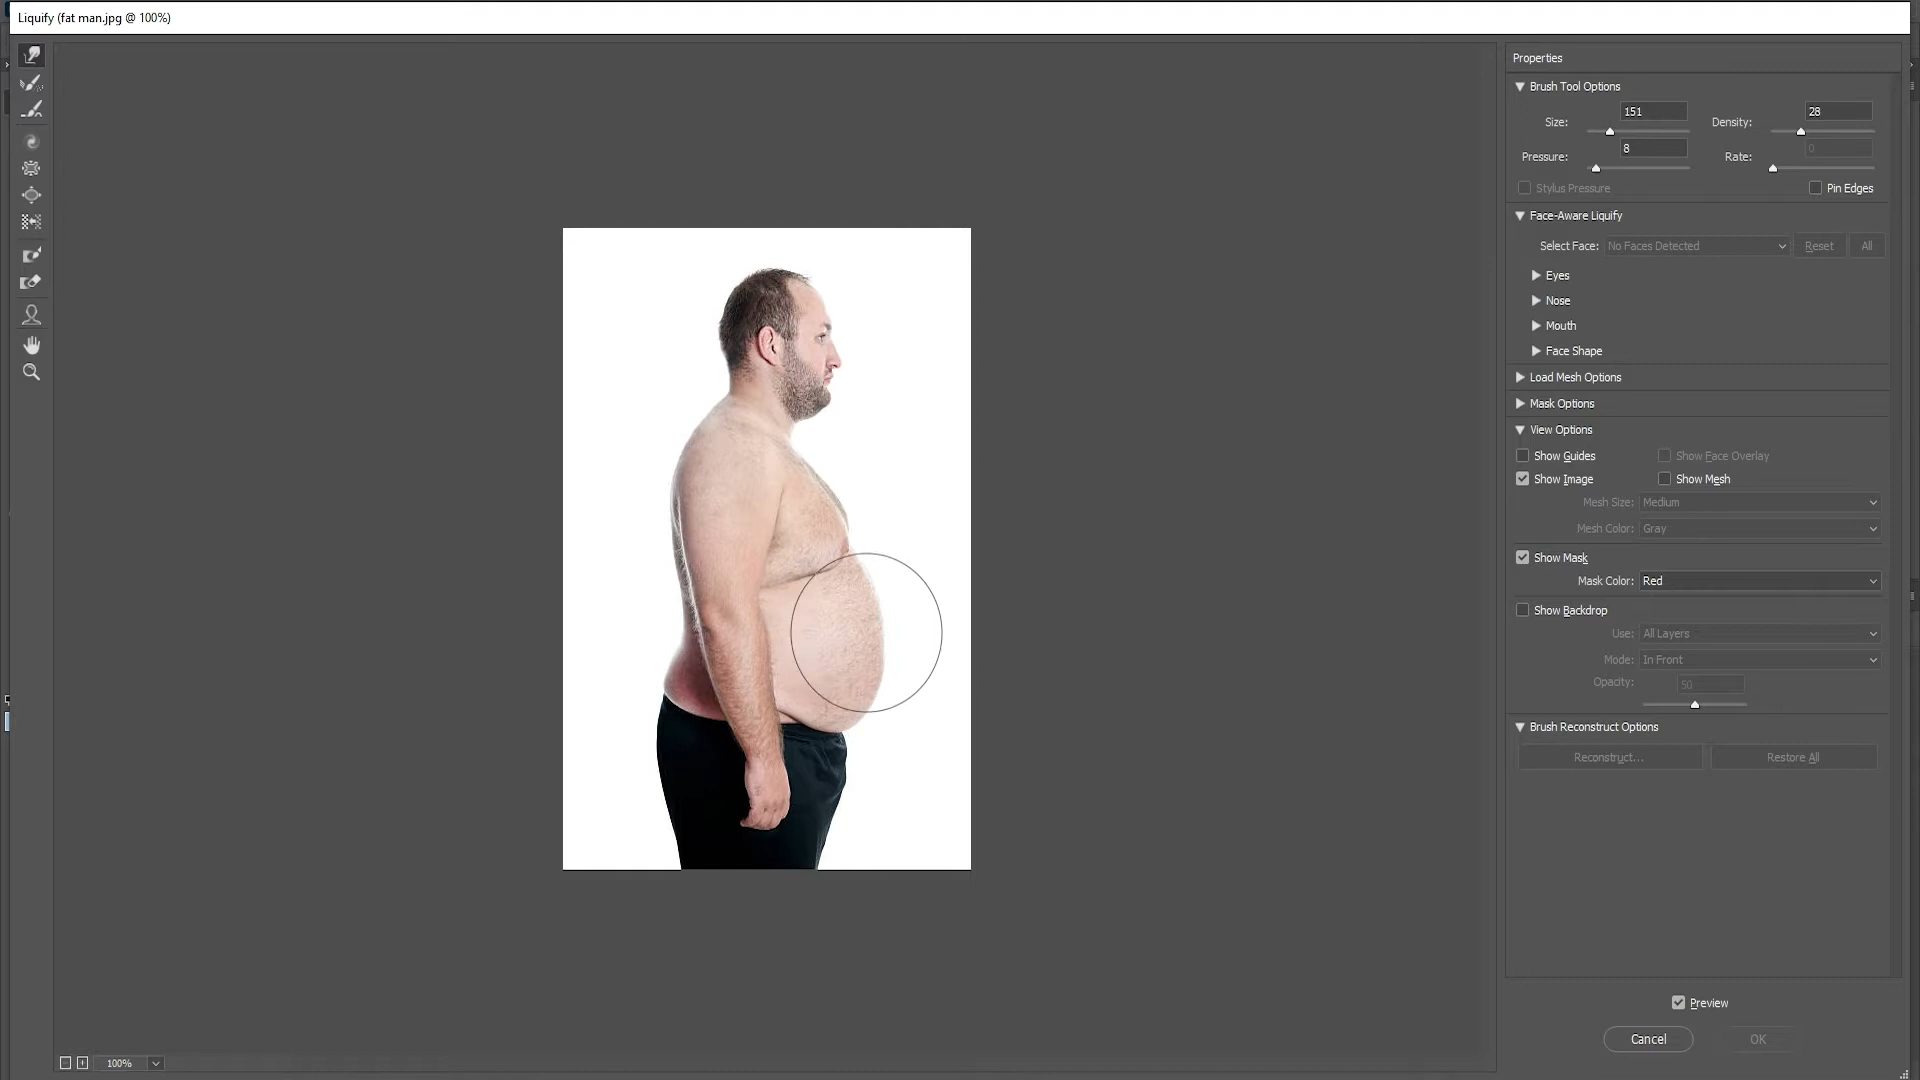 Liquify (fat man.jpg @ 100%)
Properties
Brush Tool Options
Size: 151 Density: 28
Pressure: 8 Rate: 0
Stylus Pressure Pin Edges
Face-Aware Liquify
Select Face: No Faces Detected Reset All
Eyes
Nose
Mouth
Face Shape
Load Mesh Options
Mask Options
View Options
Show Guides Show Face Overlay
Show Image Show Mesh
Mesh Size: Medium
Mesh Color: Gray
Show Mask
Mask Color: Red
Show Backdrop
Use: All Layers
Mode: In Front
Opacity: 50
Brush Reconstruct Options
Reconstruct... Restore All
Preview
Cancel OK
100%